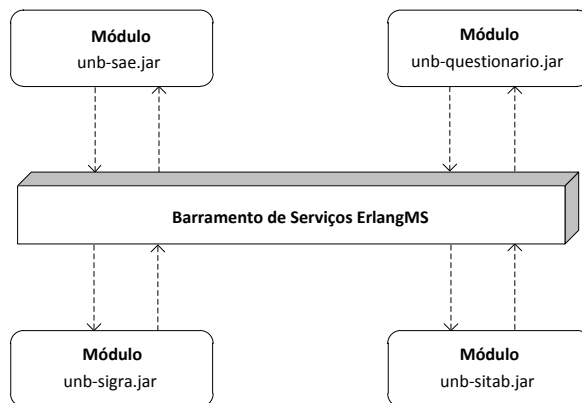 Módulo
unb-sae.jar
Módulo
unb-questionario.jar
Barramento de Serviços ErlangMS
Módulo
unb-sigra.jar
Módulo
unb-sitab.jar